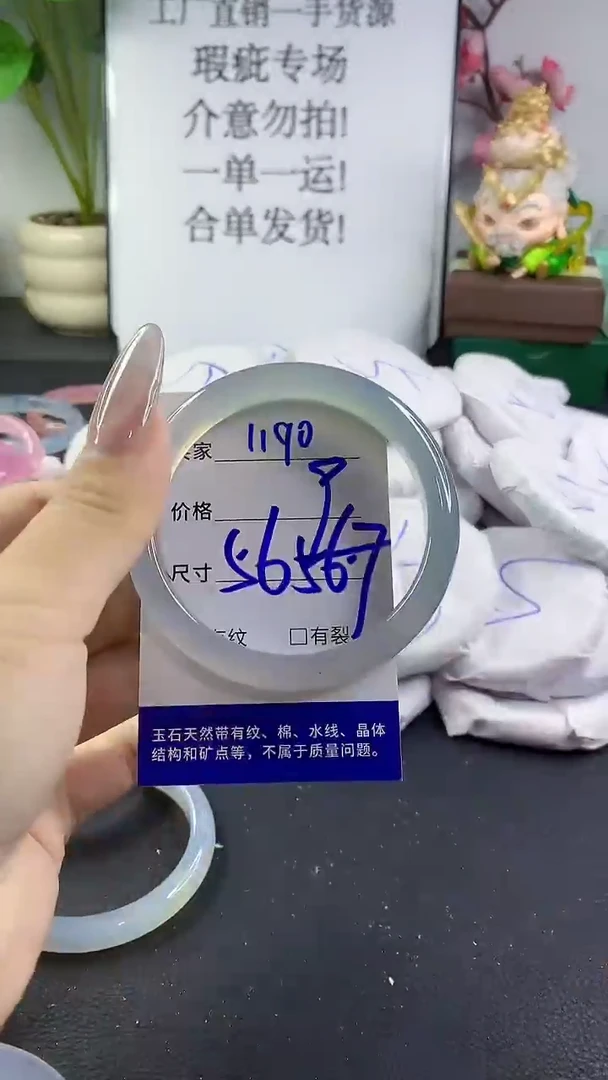 工厂直销一手货源
瑕疵专场
介意勿拍!
一单一运!
合单发货!
家 1190
价格
尺寸 56567
纹 □有裂
玉石天然带有纹、棉、水线、晶体
结构和矿点等，不属于质量问题。